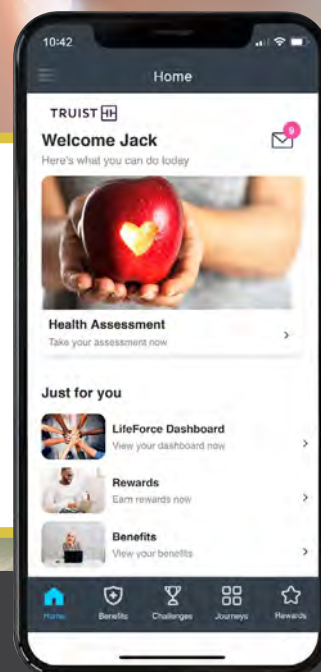 10:42
Home
TRUIST
Welcome Jack
9
Here's what you can do today
Health Assessment
Take your assessment now
Just for you
LifeForce Dashboard
View your dashboard now
Rewards
Earn rewards now
Benefits
View your benefits
Home Benefits Challenges Journeys Rewards